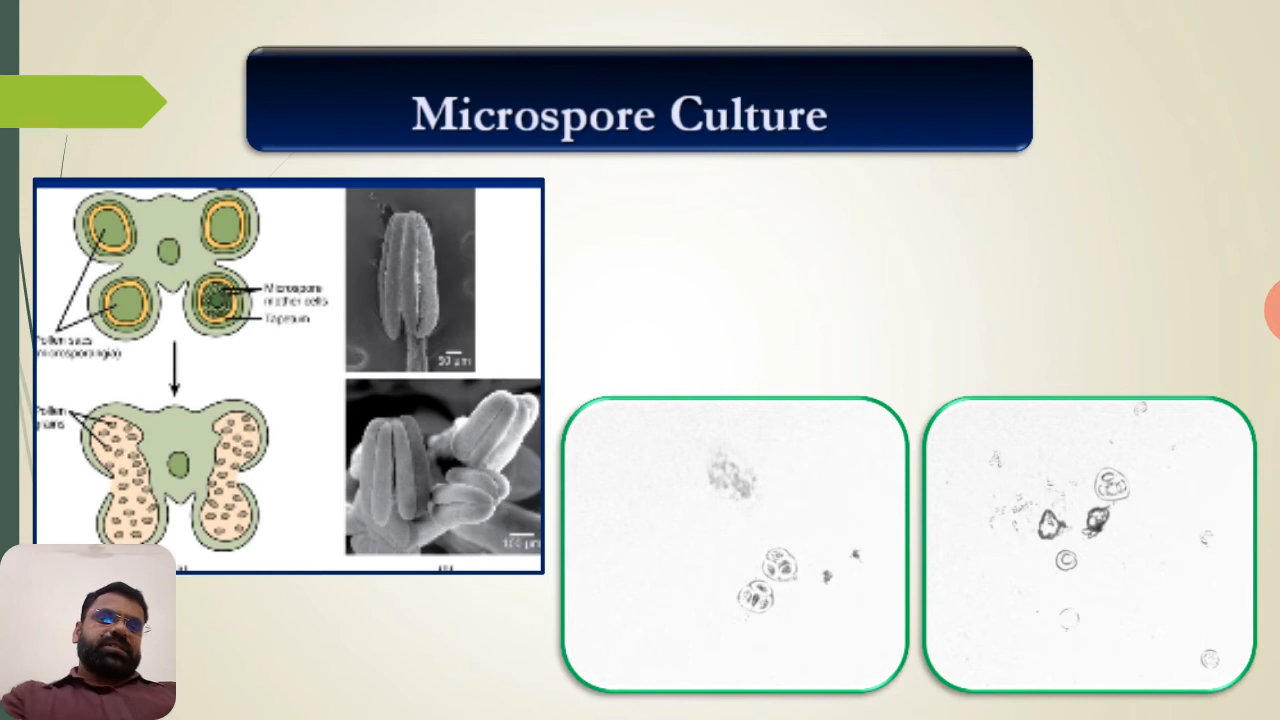 Microspore Culture
Microspore
mother cells
Tapetum
Pollen sacs
(microsporangia)
Pollen
grains
50 µm
100 µm